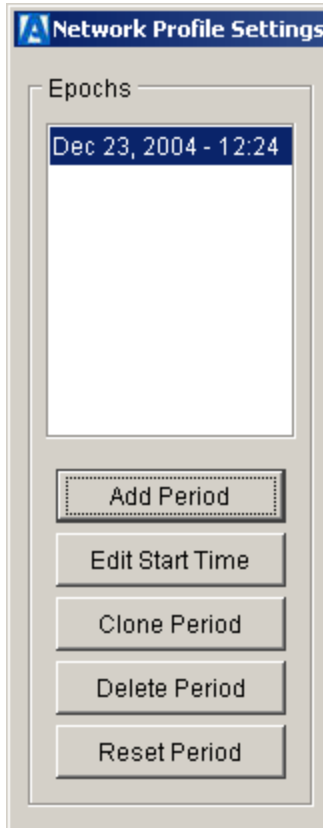 Network Profile Settings
Epochs
Dec 23, 2004 - 12:24
Add Period
Edit Start Time
Clone Period
Delete Period
Reset Period